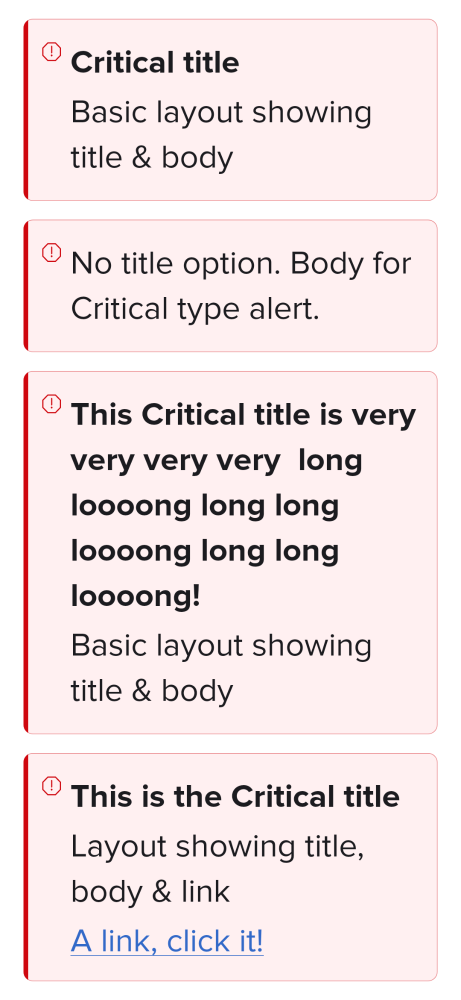 Critical title
Basic layout showing
title & body
No title option. Body for
Critical type alert.
This Critical title is very
very very very  long
loooong long long
loooong long long
loooong!
Basic layout showing
title & body
This is the Critical title
Layout showing title,
body & link
A link, click it!